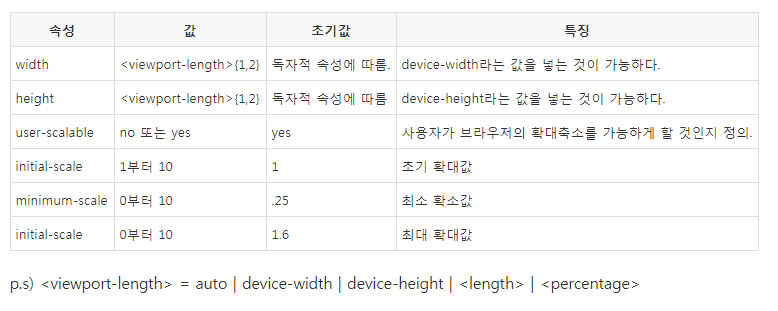 속성 값 초기값 특징
width <viewport-length>{1,2} 독자적 속성에 따름. device-width라는 값을 넣는 것이 가능하다.
height <viewport-length>{1,2} 독자적 속성에 따름 device-height라는 값을 넣는 것이 가능하다.
user-scalable no 또는 yes yes 사용자가 브라우저의 확대축소를 가능하게 할 것인지 정의.
initial-scale 1부터 10 1 초기 확대값
minimum-scale 0부터 10 .25 최소 확소값
initial-scale 0부터 10 1.6 최대 확대값
p.s) <viewport-length> = auto | device-width | device-height | <length> | <percentage>